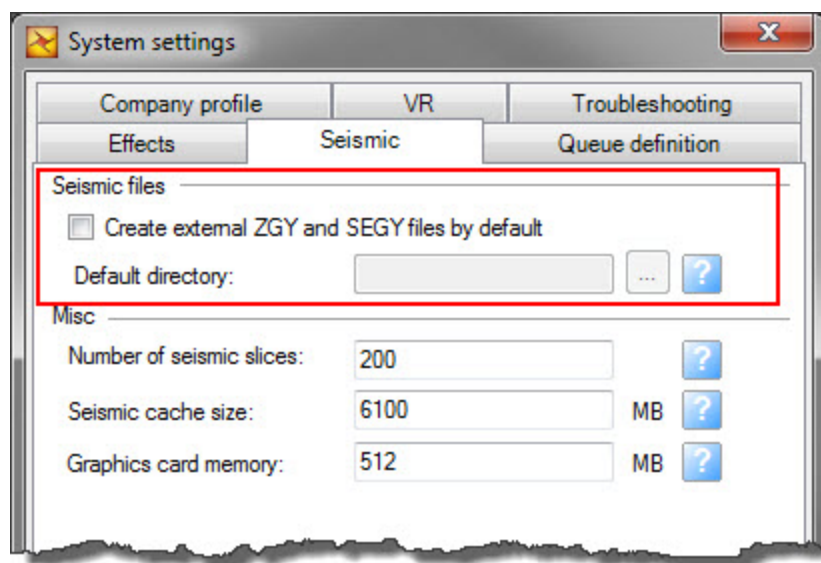 System settings
x
Company profile VR Troubleshooting
Effects Seismic Queue definition
Seismic files
Create external ZGY and SEGY files by default
Default directory: ... ?
Misc
Number of seismic slices: 200 ?
Seismic cache size: 6100 MB ?
Graphics card memory: 512 MB ?